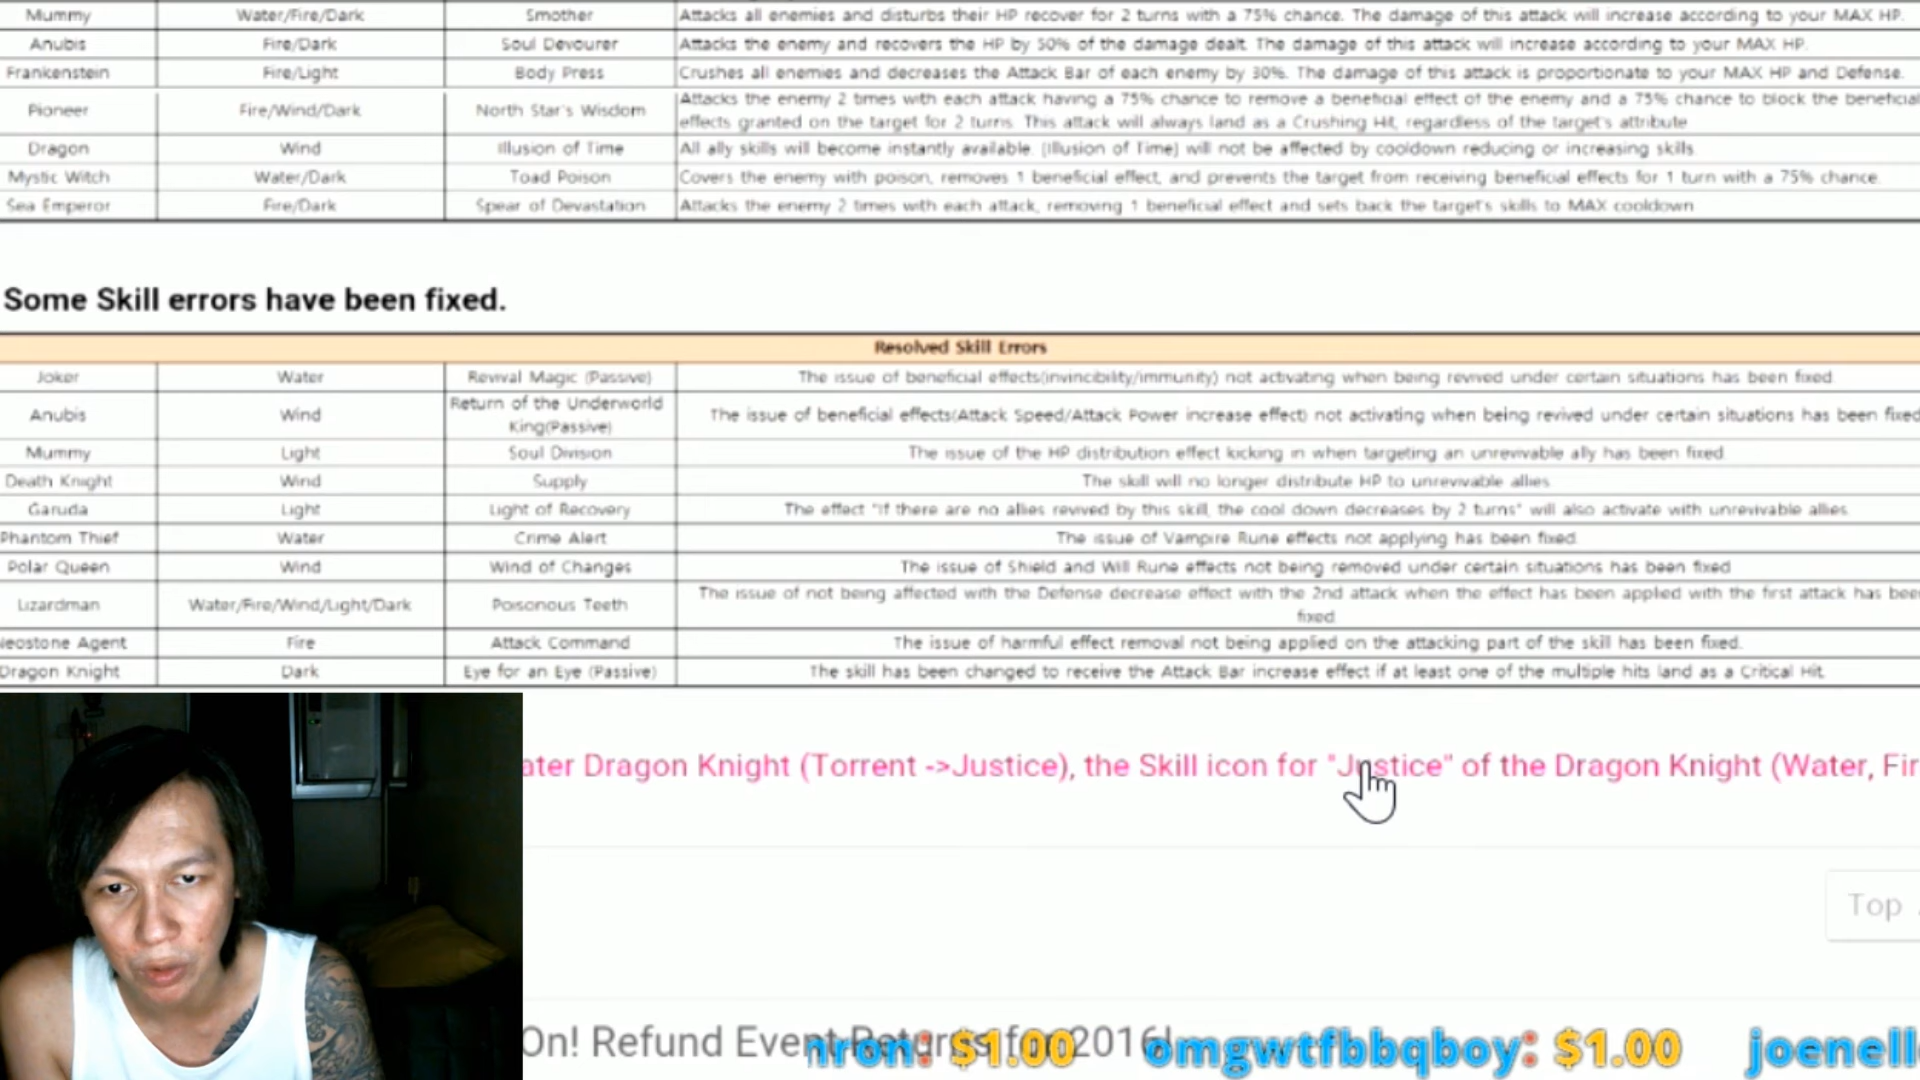 Mummy Water/Fire/Dark Smother Attacks all enemies and disturbs their HP recover for 2 turns with a 75% chance. The damage of this attack will increase according to your MAX HP.
Anubis Fire/Dark Soul Devourer Attacks the enemy and recovers the HP by 50% of the damage dealt. The damage of this attack will increase according to your MAX HP.
Frankenstein Fire/Light Body Press Crushes all enemies and decreases the Attack Bar of each enemy by 30%. The damage of this attack is proportionate to your MAX HP and Defense.
Pioneer Fire/Wind/Dark North Star's Wisdom Attacks the enemy 2 times with each attack having a 75% chance to remove a beneficial effect of the enemy and a 75% chance to block the beneficial
effects granted on the target for 2 turns. This attack will always land as a Crushing Hit, regardless of the target's attribute
Dragon Wind Illusion of Time All ally skills will become instantly available. [Illusion of Time] will not be affected by cooldown reducing or increasing skills.
Mystic Witch Water/Dark Toad Poison Covers the enemy with poison, removes 1 beneficial effect, and prevents the target from receiving beneficial effects for 1 turn with a 75% chance.
Sea Emperor Fire/Dark Spear of Devastation Attacks the enemy 2 times with each attack, removing 1 beneficial effect and sets back the target's skills to MAX cooldown
Some Skill errors have been fixed.
Resolved Skill Errors
Joker Water Revival Magic (Passive) The issue of beneficial effects(invincibility/immunity) not activating when being revived under certain situations has been fixed.
Anubis Wind Return of the Underworld King(Passive) The issue of beneficial effects(Attack Speed/Attack Power increase effect) not activating when being revived under certain situations has been fixed
Mummy Light Soul Division The issue of the HP distribution effect kicking in when targeting an unrevivable ally has been fixed.
Death Knight Wind Supply The skill will no longer distribute HP to unrevivable allies.
Garuda Light Light of Recovery The effect "If there are no allies revived by this skill, the cool down decreases by 2 turns" will also activate with unrevivable allies.
Phantom Thief Water Crime Alert The issue of Vampire Rune effects not applying has been fixed.
Polar Queen Wind Wind of Changes The issue of Shield and Will Rune effects not being removed under certain situations has been fixed
Lizardman Water/Fire/Wind/Light/Dark Poisonous Teeth The issue of not being affected with the Defense decrease effect with the 2nd attack when the effect has been applied with the first attack has bee
fixed.
eostone Agent Fire Attack Command The issue of harmful effect removal not being applied on the attacking part of the skill has been fixed.
Dragon Knight Dark Eye for an Eye (Passive) The skill has been changed to receive the Attack Bar increase effect if at least one of the multiple hits land as a Critical Hit.
ater Dragon Knight (Torrent ->Justice), the Skill icon for "Justice" of the Dragon Knight (Water, Fir
Top
On! Refund Event Returns for 2016!
nron: $1.00 omgwtfbbqboy: $1.00 joenell